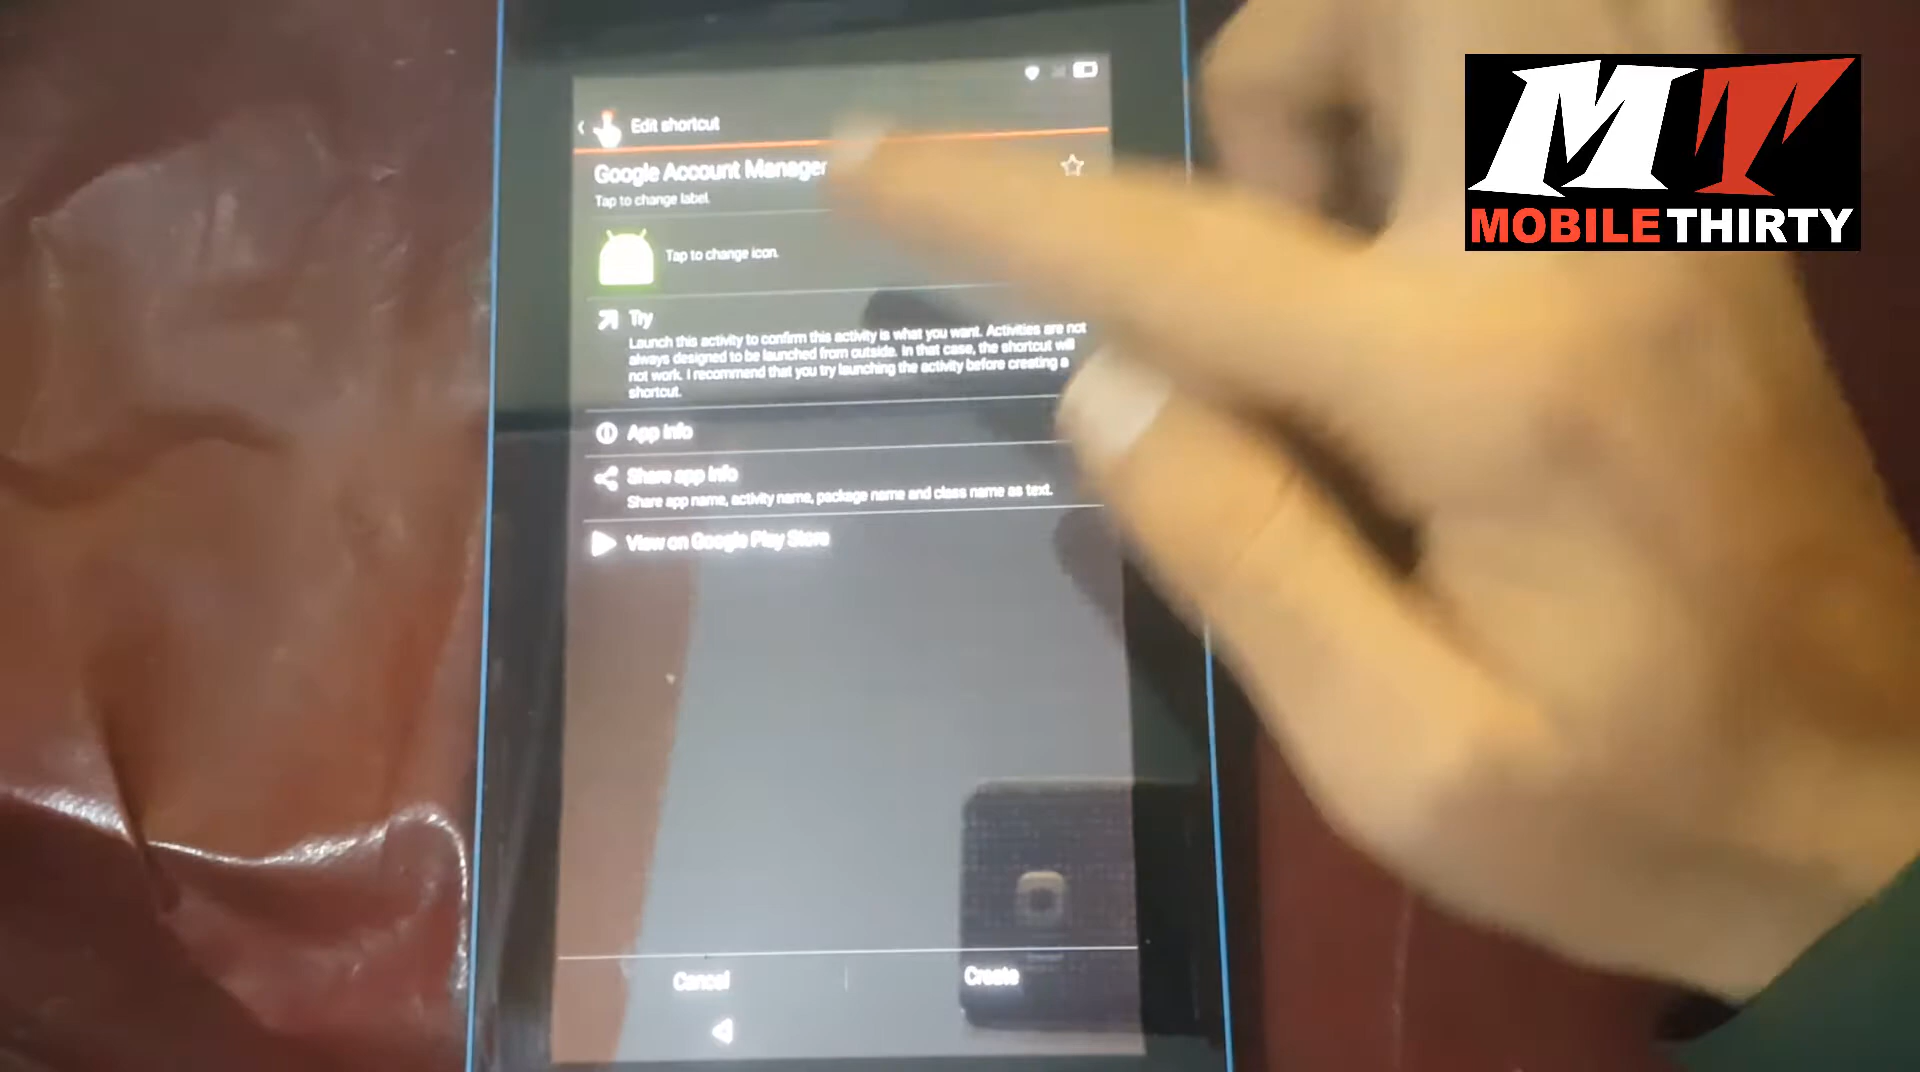 MT
MOBILE THIRTY
Edit shortcut
Google Account Manager
Tap to change label.
Tap to change icon.
Try
Launch this activity to confirm this activity is what you want. Activities are not
always designed to be launched from outside. In that case, the shortcut will
not work. I recommend that you try launching the activity before creating a
shortcut.
App info
Share app info
Share app name, activity name, package name and class name as text.
View on Google Play Store
Cancel
Create